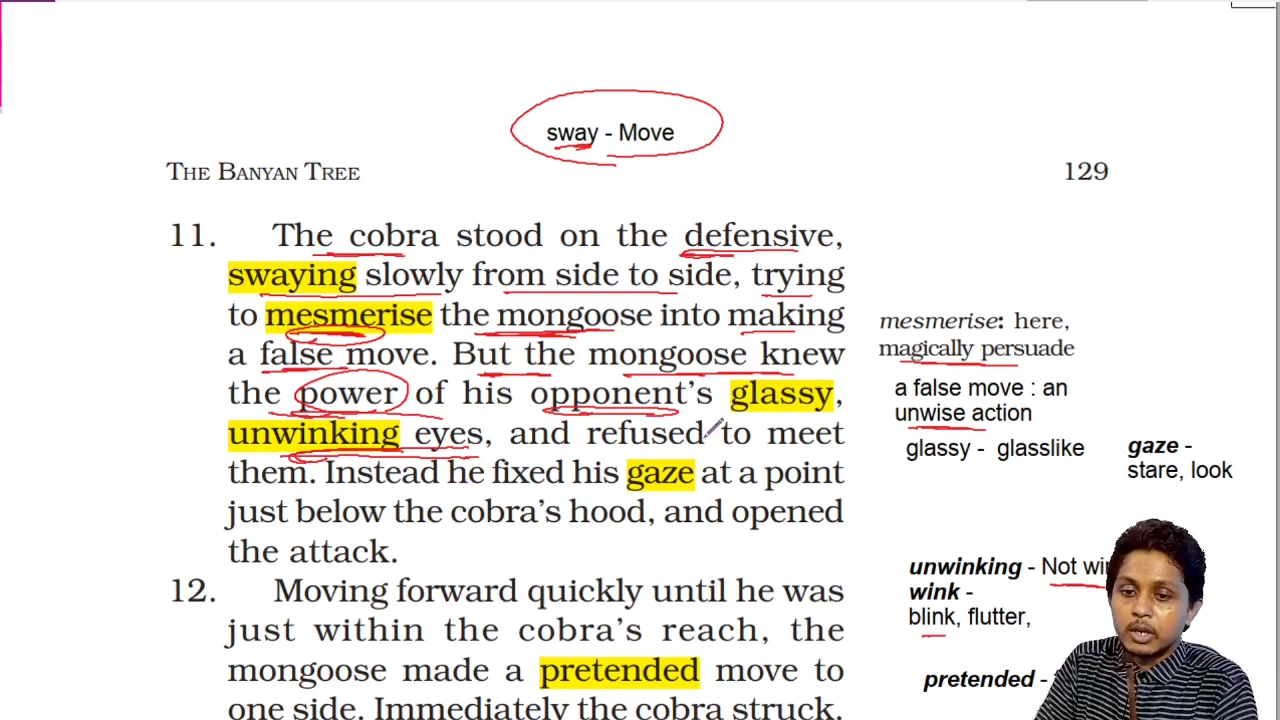 sway - Move
THE BANYAN TREE 129
11. The cobra stood on the defensive,
swaying slowly from side to side, trying
to mesmerise the mongoose into making
a false move. But the mongoose knew
the power of his opponent's glassy,
unwinking eyes, and refused to meet
them. Instead he fixed his gaze at a point
just below the cobra's hood, and opened
the attack.
12. Moving forward quickly until he was
just within the cobra's reach, the
mongoose made a pretended move to
one side. Immediately the cobra struck.
mesmerise: here,
magically persuade
a false move : an
unwise action
glassy - glasslike
gaze -
stare, look
unwinking - Not
wink -
blink, flutter,
pretended -